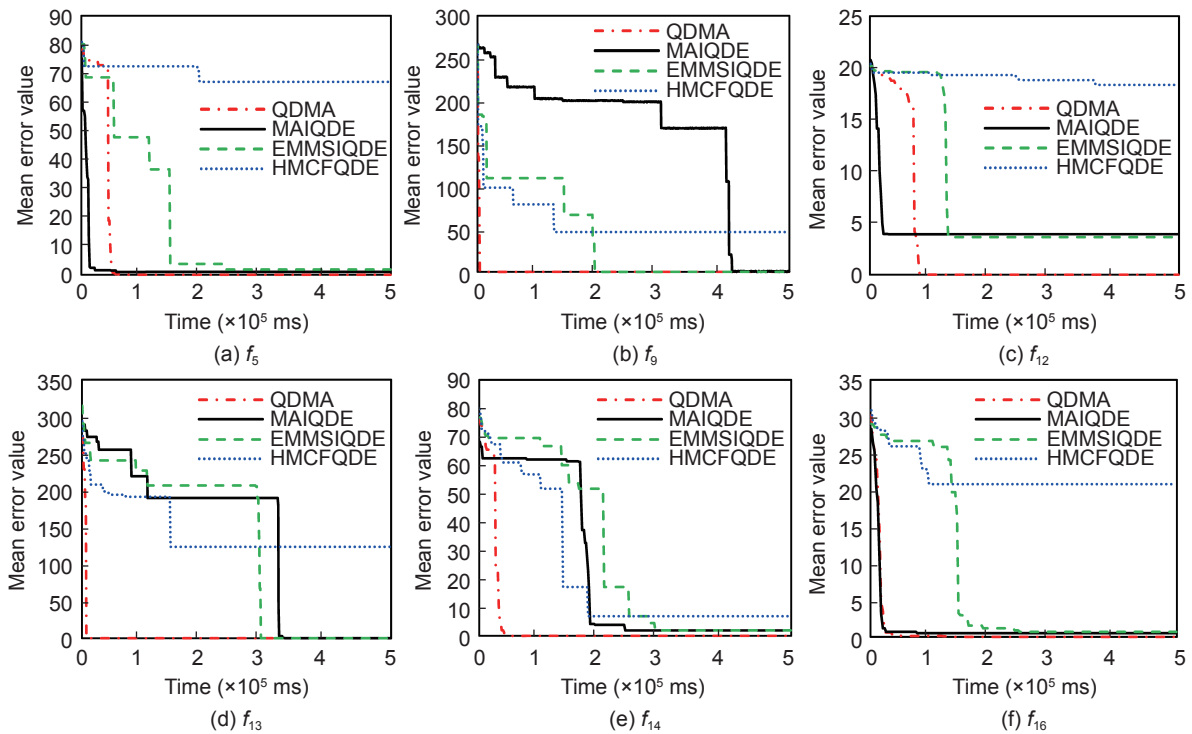 80
70
60
50
40
30
20
10
0
Mean error value
QDMA
MAIQDE
EMMSIQDE
HMCFQDE
0 1 2 3 4 5
Time (×10⁵ ms)
(a) f₅
300
250
200
150
100
50
0
Mean error value
QDMA
MAIQDE
EMMSIQDE
HMCFQDE
0 1 2 3 4 5
Time (×10⁵ ms)
(b) f₉
25
20
15
10
5
0
Mean error value
QDMA
MAIQDE
EMMSIQDE
HMCFQDE
0 1 2 3 4 5
Time (×10⁵ ms)
(c) f₁₂
350
300
250
200
150
100
50
0
Mean error value
QDMA
MAIQDE
EMMSIQDE
HMCFQDE
0 1 2 3 4 5
Time (×10⁵ ms)
(d) f₁₃
90
80
70
60
50
40
30
20
10
0
Mean error value
QDMA
MAIQDE
EMMSIQDE
HMCFQDE
0 1 2 3 4 5
Time (×10⁵ ms)
(e) f₁₄
35
30
25
20
15
10
5
0
Mean error value
QDMA
MAIQDE
EMMSIQDE
HMCFQDE
0 1 2 3 4 5
Time (×10⁵ ms)
(f) f₁₆